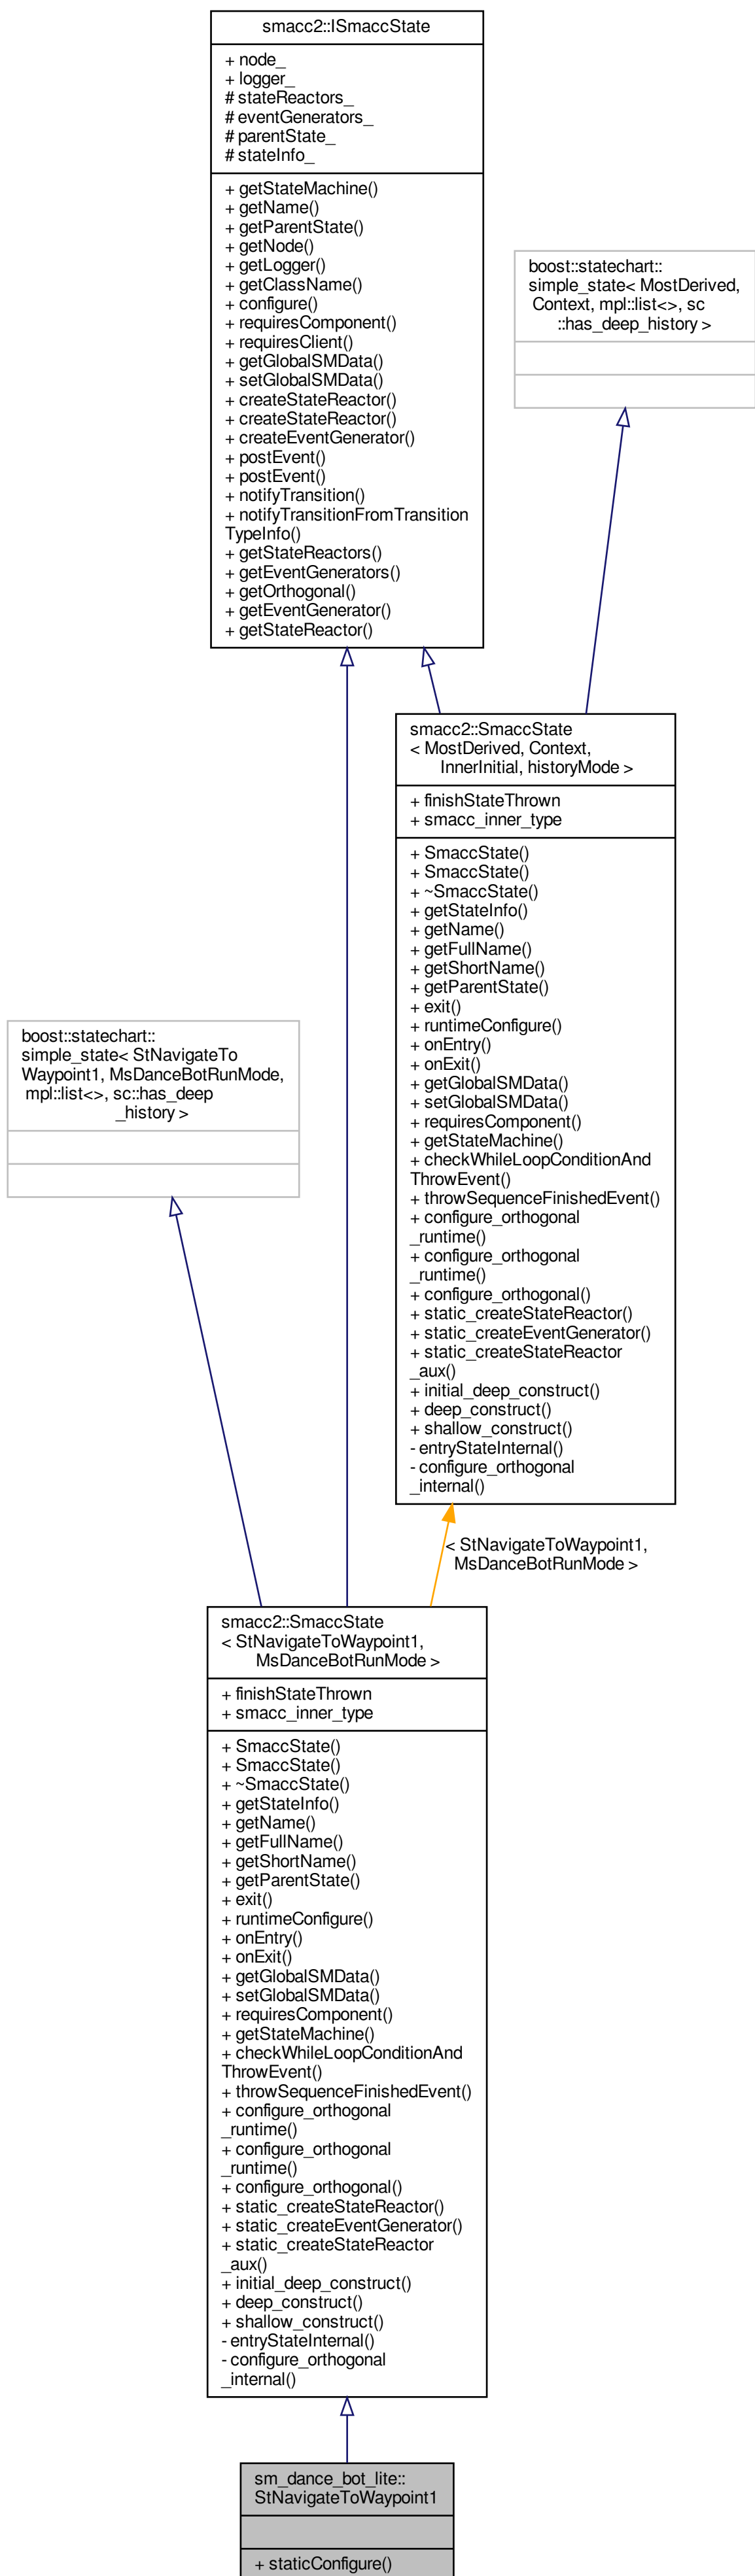 smacc2::ISmaccState
+ node_
+ logger_
# stateReactors_
# eventGenerators_
# parentState_
# stateInfo_
+ getStateMachine()
+ getName()
+ getParentState()
+ getNode()
+ getLogger()
+ getClassName()
+ configure()
+ requiresComponent()
+ requiresClient()
+ getGlobalSMData()
+ setGlobalSMData()
+ createStateReactor()
+ createStateReactor()
+ createEventGenerator()
+ postEvent()
+ postEvent()
+ notifyTransition()
+ notifyTransitionFromTransition
TypeInfo()
+ getStateReactors()
+ getEventGenerators()
+ getOrthogonal()
+ getEventGenerator()
+ getStateReactor()
boost::statechart::
simple_state< MostDerived,
Context, mpl::list<>, sc
::has_deep_history >
smacc2::SmaccState
< MostDerived, Context,
InnerInitial, historyMode >
+ finishStateThrown
+ smacc_inner_type
+ SmaccState()
+ SmaccState()
+ ~SmaccState()
+ getStateInfo()
+ getName()
+ getFullName()
+ getShortName()
+ getParentState()
+ exit()
+ runtimeConfigure()
+ onEntry()
+ onExit()
+ getGlobalSMData()
+ setGlobalSMData()
+ requiresComponent()
+ getStateMachine()
+ checkWhileLoopConditionAnd
ThrowEvent()
+ throwSequenceFinishedEvent()
+ configure_orthogonal
_runtime()
+ configure_orthogonal
_runtime()
+ configure_orthogonal()
+ static_createStateReactor()
+ static_createEventGenerator()
+ static_createStateReactor
_aux()
+ initial_deep_construct()
+ deep_construct()
+ shallow_construct()
- entryStateInternal()
- configure_orthogonal
_internal()
boost::statechart::
simple_state< StNavigateTo
Waypoint1, MsDanceBotRunMode,
mpl::list<>, sc::has_deep
_history >
< StNavigateToWaypoint1,
MsDanceBotRunMode >
smacc2::SmaccState
< StNavigateToWaypoint1,
MsDanceBotRunMode >
+ finishStateThrown
+ smacc_inner_type
+ SmaccState()
+ SmaccState()
+ ~SmaccState()
+ getStateInfo()
+ getName()
+ getFullName()
+ getShortName()
+ getParentState()
+ exit()
+ runtimeConfigure()
+ onEntry()
+ onExit()
+ getGlobalSMData()
+ setGlobalSMData()
+ requiresComponent()
+ getStateMachine()
+ checkWhileLoopConditionAnd
ThrowEvent()
+ throwSequenceFinishedEvent()
+ configure_orthogonal
_runtime()
+ configure_orthogonal
_runtime()
+ configure_orthogonal()
+ static_createStateReactor()
+ static_createEventGenerator()
+ static_createStateReactor
_aux()
+ initial_deep_construct()
+ deep_construct()
+ shallow_construct()
- entryStateInternal()
- configure_orthogonal
_internal()
sm_dance_bot_lite::
StNavigateToWaypoint1
+ staticConfigure()